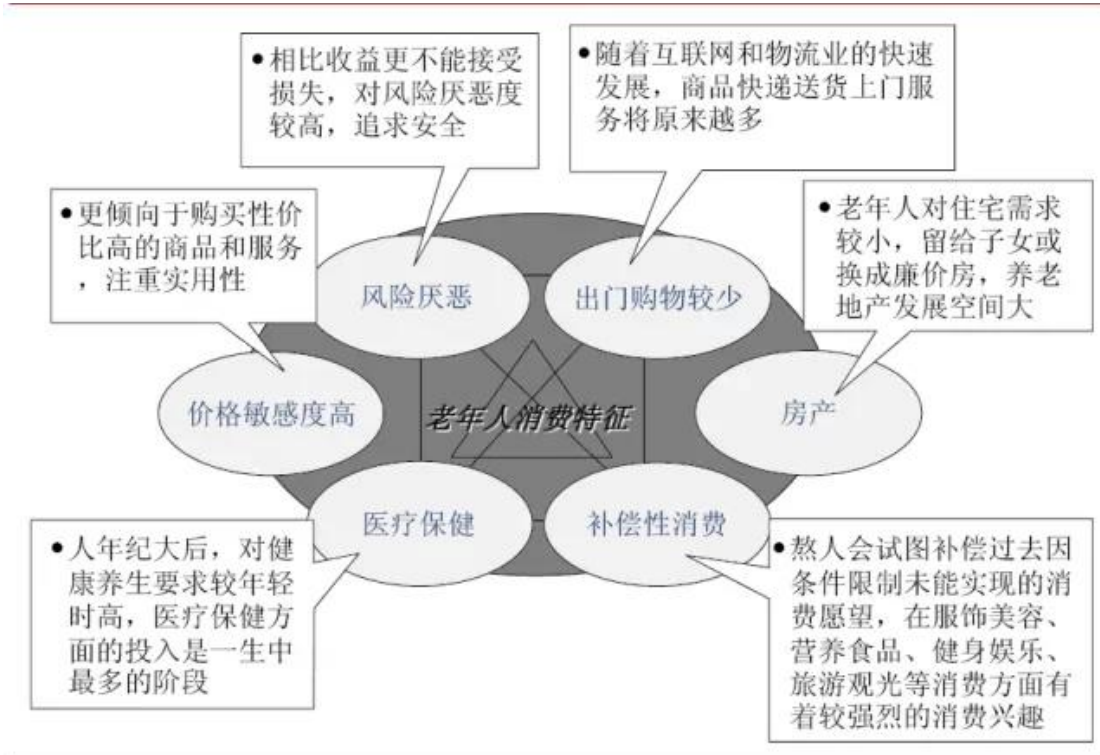 •相比收益更不能接受
损失，对风险厌恶度
较高，追求安全
•随着互联网和物流业的快速
发展，商品快递送货上门服
务将原来越多
•更倾向于购买性价
比高的商品和服务
，注重实用性
•老年人对住宅需求
较小，留给子女或
换成廉价房，养老
地产发展空间大
风险厌恶
出门购物较少
价格敏感度高
老年人消费特征
房产
医疗保健
补偿性消费
•人年纪大后，对健
康养生要求较年轻
时高，医疗保健方
面的投入是一生中
最多的阶段
•熬人会试图补偿过去因
条件限制未能实现的消
费愿望，在服饰美容、
营养食品、健身娱乐、
旅游观光等消费方面有
着较强烈的消费兴趣